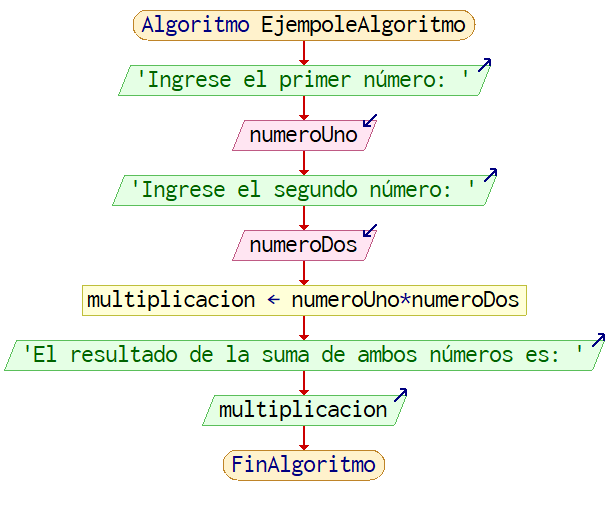 Algoritmo EjempoleAlgoritmo
'Ingrese el primer número: '
numeroUno
'Ingrese el segundo número: '
numeroDos
multiplicacion ← numeroUno*numeroDos
'El resultado de la suma de ambos números es: '
multiplicacion
FinAlgoritmo